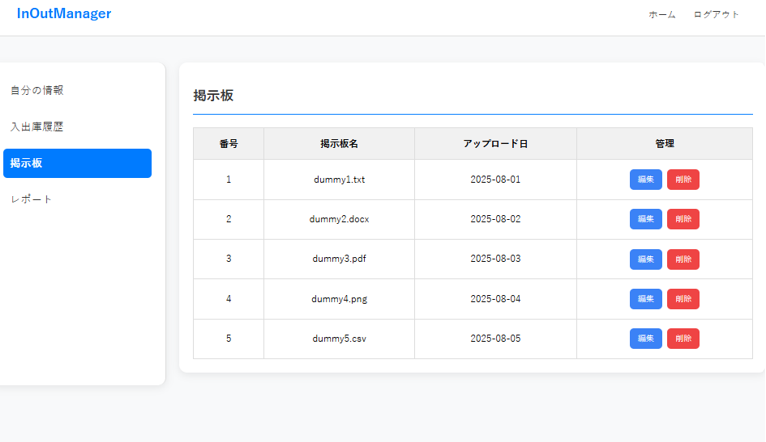 InOutManager
ホーム ログアウト
自分の情報
入出庫履歴
掲示板
レポート
掲示板
番号 掲示板名 アップロード日 管理
1 dummy1.txt 2025-08-01 編集 削除
2 dummy2.docx 2025-08-02 編集 削除
3 dummy3.pdf 2025-08-03 編集 削除
4 dummy4.png 2025-08-04 編集 削除
5 dummy5.csv 2025-08-05 編集 削除